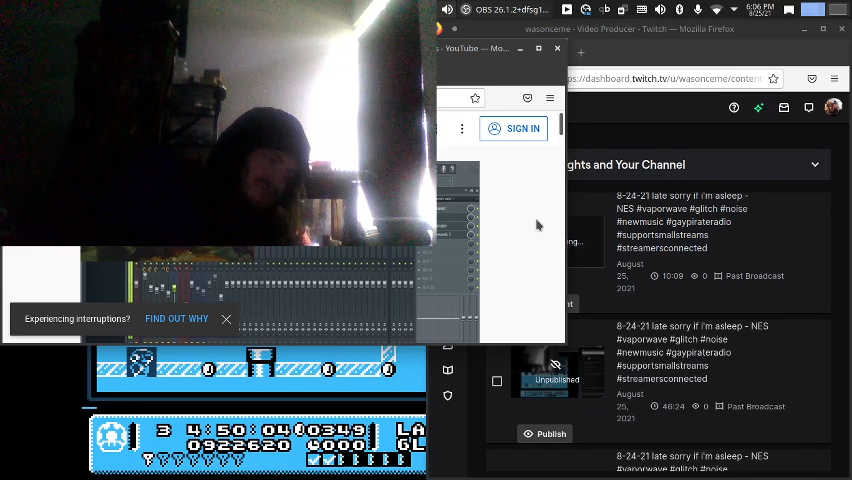 OBS 26.1.2+dfsg1...
6:06 PM
8/25/21
wasonceme - Video Producer - Twitch — Mozilla Firefox
s - YouTube — Mo...
ps://dashboard.twitch.tv/u/wasonceme/content
SIGN IN
ghts and Your Channel
8-24-21 late sorry if i'm asleep -
NES #vaporwave #glitch #noise
#newmusic #gaypirateradio
#supportsmallstreams
#streamersconnected
August
25,
2021
10:09
0
Past Broadcast
Experiencing interruptions?
FIND OUT WHY
8-24-21 late sorry if i'm asleep - NES
#vaporwave #glitch #noise
#newmusic #gaypirateradio
#supportsmallstreams
#streamersconnected
Unpublished
August
25,
2021
46:24
0
Past Broadcast
Publish
8-24-21 late sorry if i'm asleep - NES
#vaporwave #glitch #noise
3 4:50:04 0349 LA
0922620 0000 GL